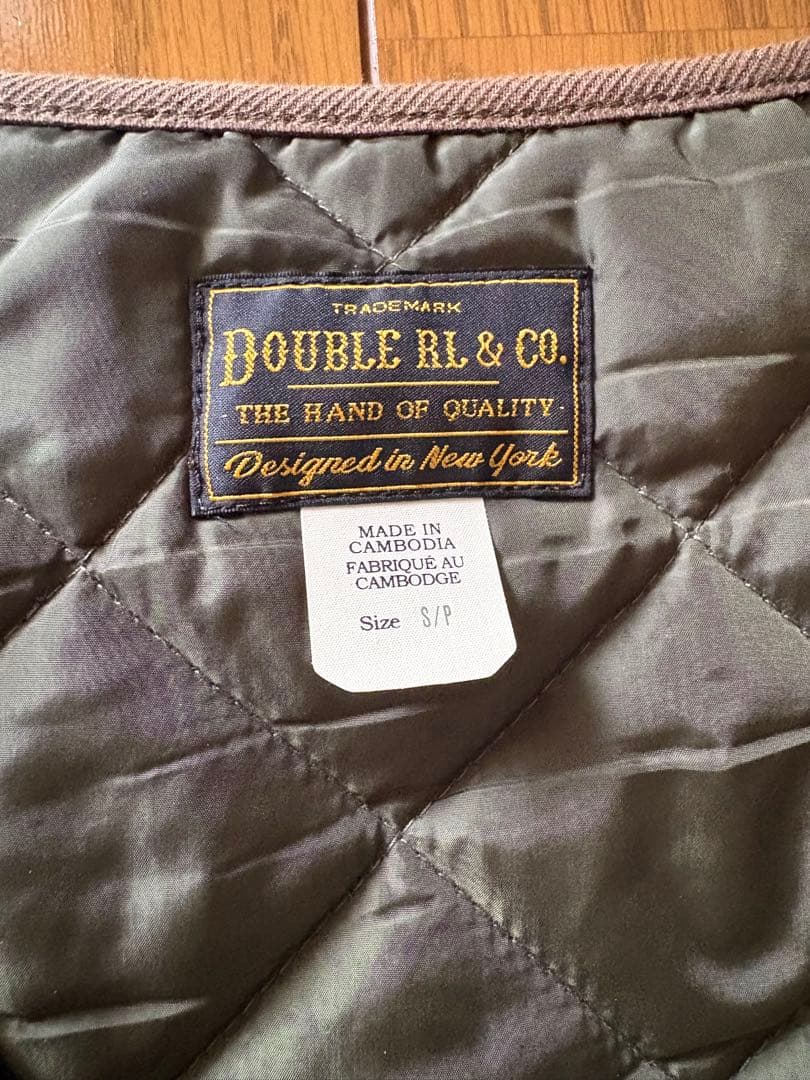 TRADEMARK
DOUBLE RL & CO.
· THE HAND OF QUALITY ·
Designed in New York
MADE IN
CAMBODIA
FABRIQUÉ AU
CAMBODGE
Size S/P